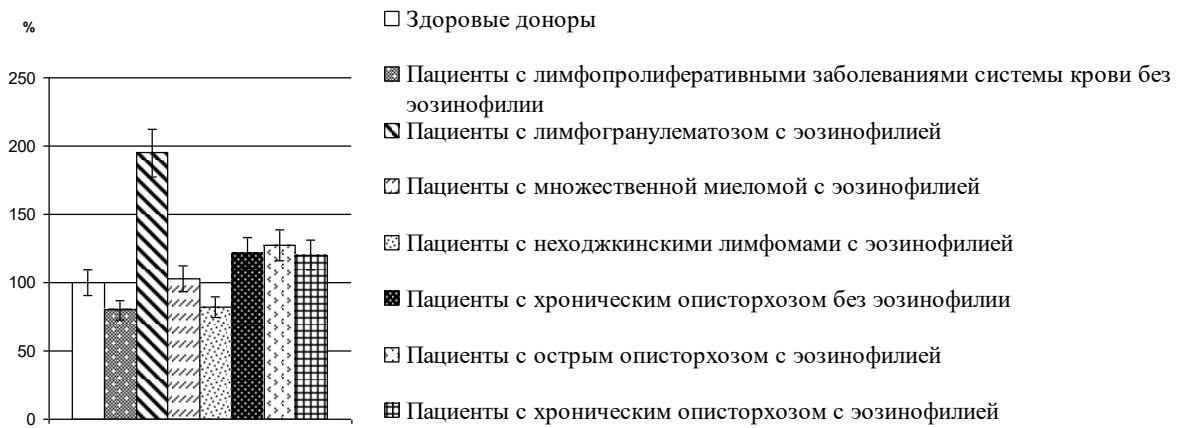 %
250
200
150
100
50
0
Здоровые доноры
Пациенты с лимфопролиферативными заболеваниями системы крови без
эозинофилии
Пациенты с лимфогранулематозом с эозинофилией
Пациенты с множественной миеломой с эозинофилией
Пациенты с неходжкинскими лимфомами с эозинофилией
Пациенты с хроническим описторхозом без эозинофилии
Пациенты с острым описторхозом с эозинофилией
Пациенты с хроническим описторхозом с эозинофилией